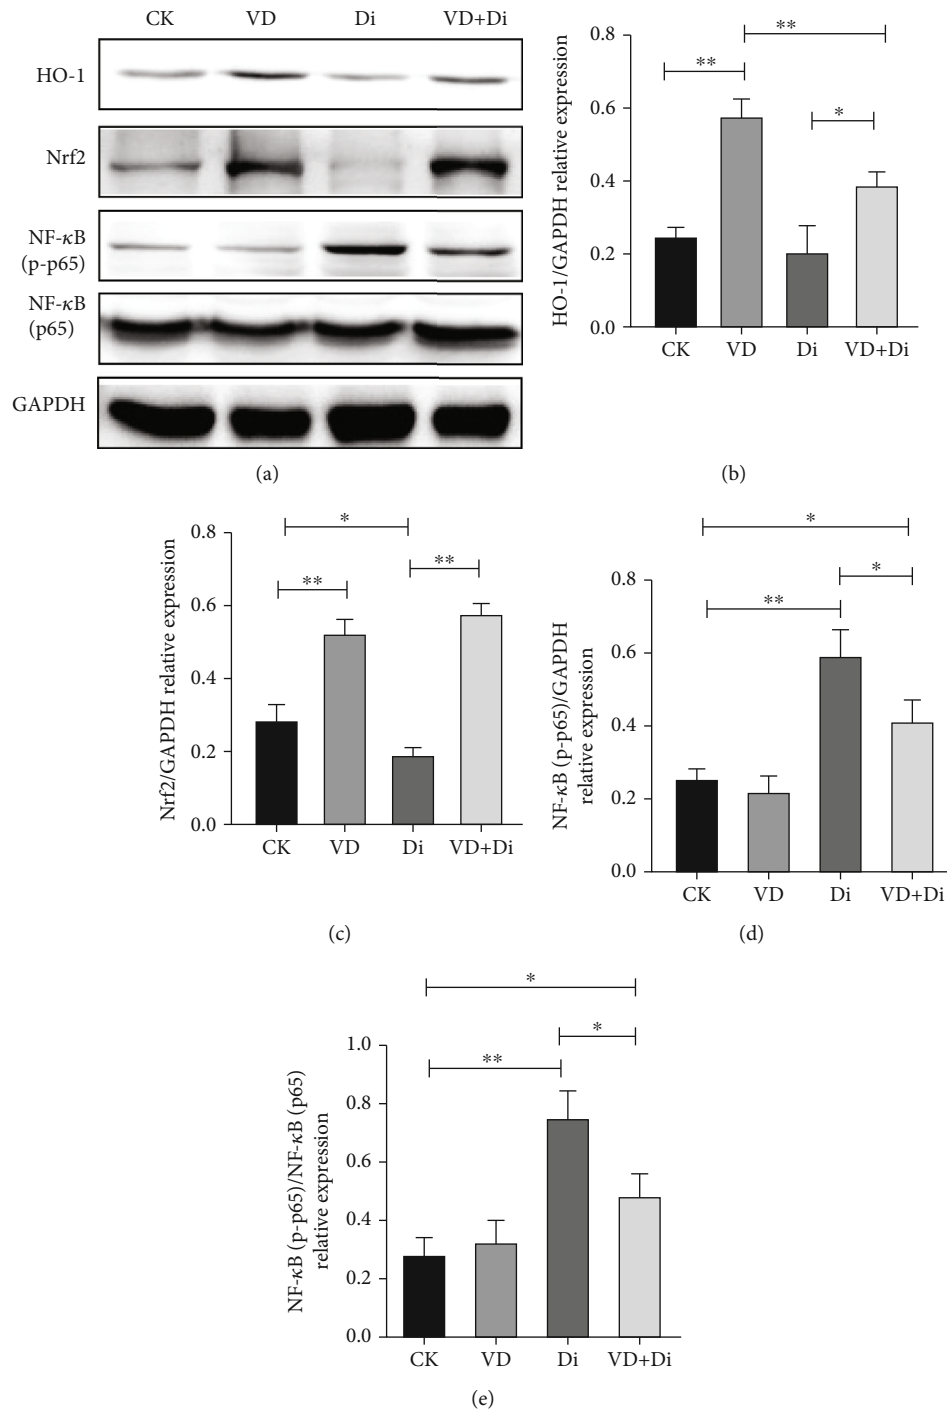 CK VD Di VD+Di
HO-1
Nrf2
NF-κB
(p-p65)
NF-κB
(p65)
GAPDH
(a)
HO-1/GAPDH relative expression
0.8
0.6
0.4
0.2
0.0
**
**
*
CK VD Di VD+Di
(b)
Nrf2/GAPDH relative expression
0.8
0.6
0.4
0.2
0.0
*
**
**
CK VD Di VD+Di
(c)
NF-κB (p-p65)/GAPDH
relative expression
0.8
0.6
0.4
0.2
0.0
*
*
**
CK VD Di VD+Di
(d)
NF-κB (p-p65)/NF-κB (p65)
relative expression
1.0
0.8
0.6
0.4
0.2
0.0
*
*
**
CK VD Di VD+Di
(e)